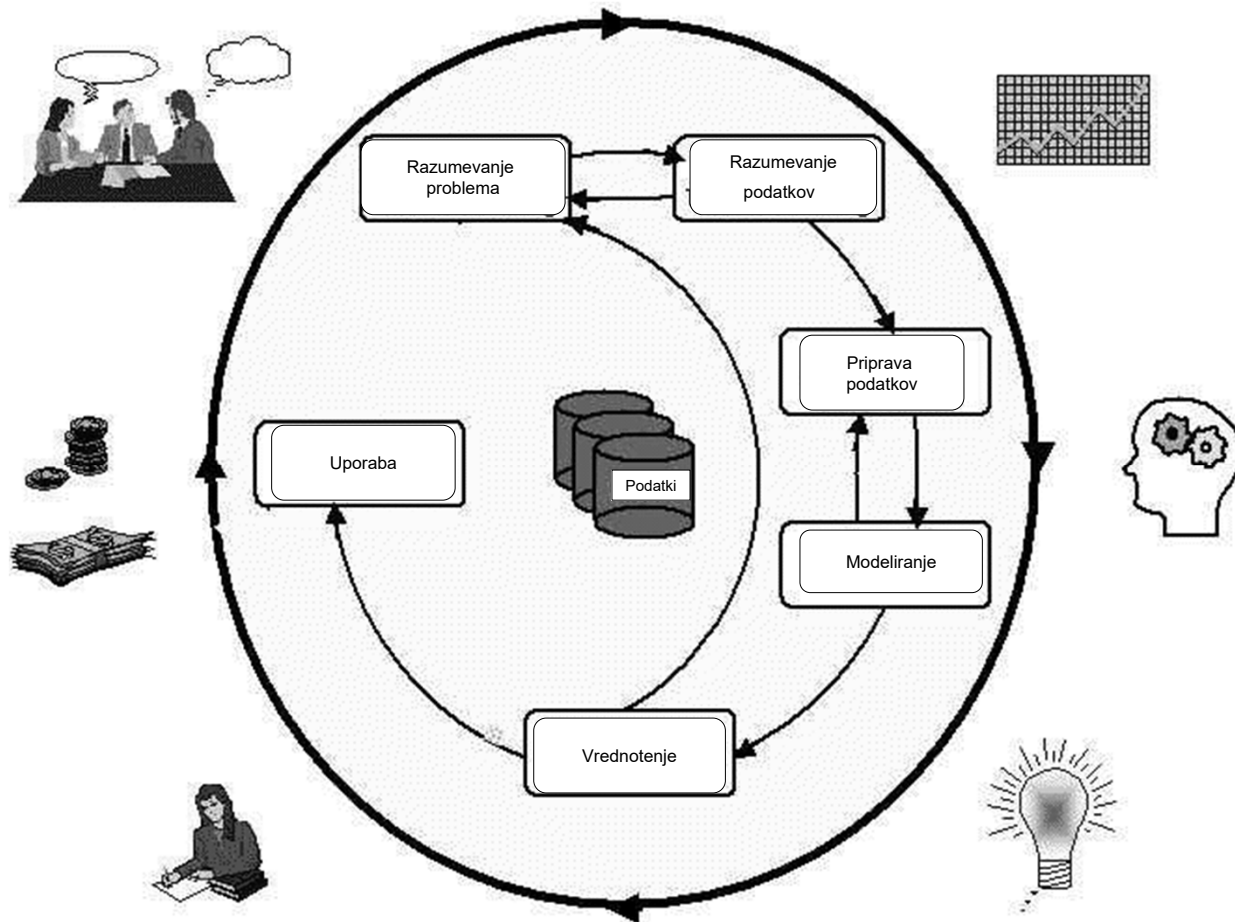 Razumevanje
problema
Razumevanje
podatkov
Priprava
podatkov
Uporaba
Podatki
Modeliranje
Vrednotenje